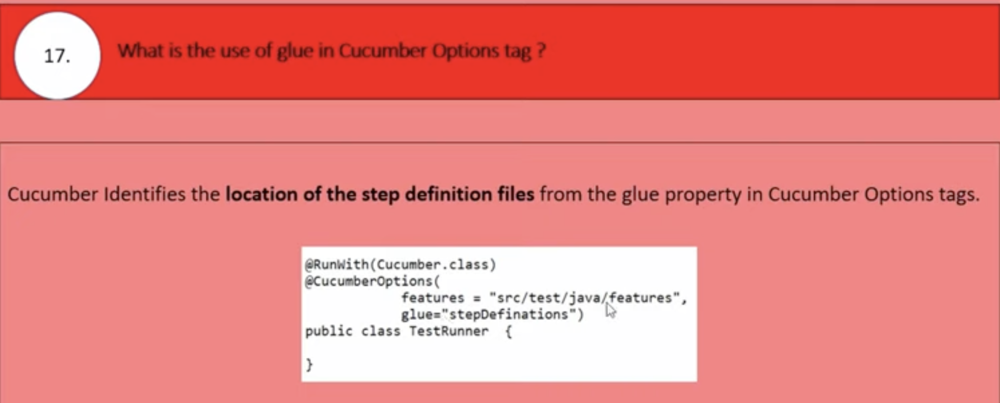 17.
What is the use of glue in Cucumber Options tag ?
Cucumber Identifies the location of the step definition files from the glue property in Cucumber Options tags.
@RunWith(Cucumber.class)
@CucumberOptions(
features = "src/test/java/features",
glue="stepDefinations")
public class TestRunner {
}